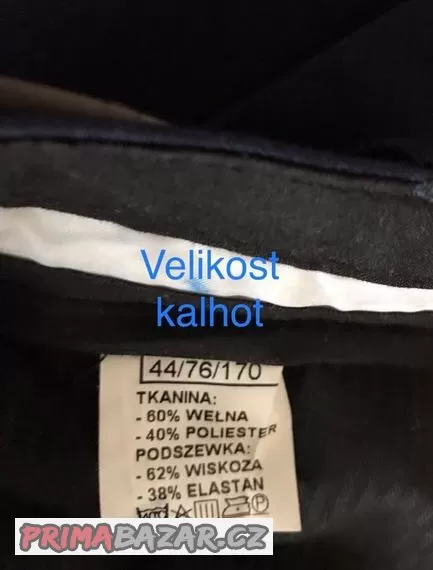 Velikost
kalhot
44/76/170
TKANINA:
- 60% WEŁNA
- 40% POLIESTER
PODSZEWKA:
- 62% WISKOZA
- 38% ELASTAN
PRIMABAZAR.CZ